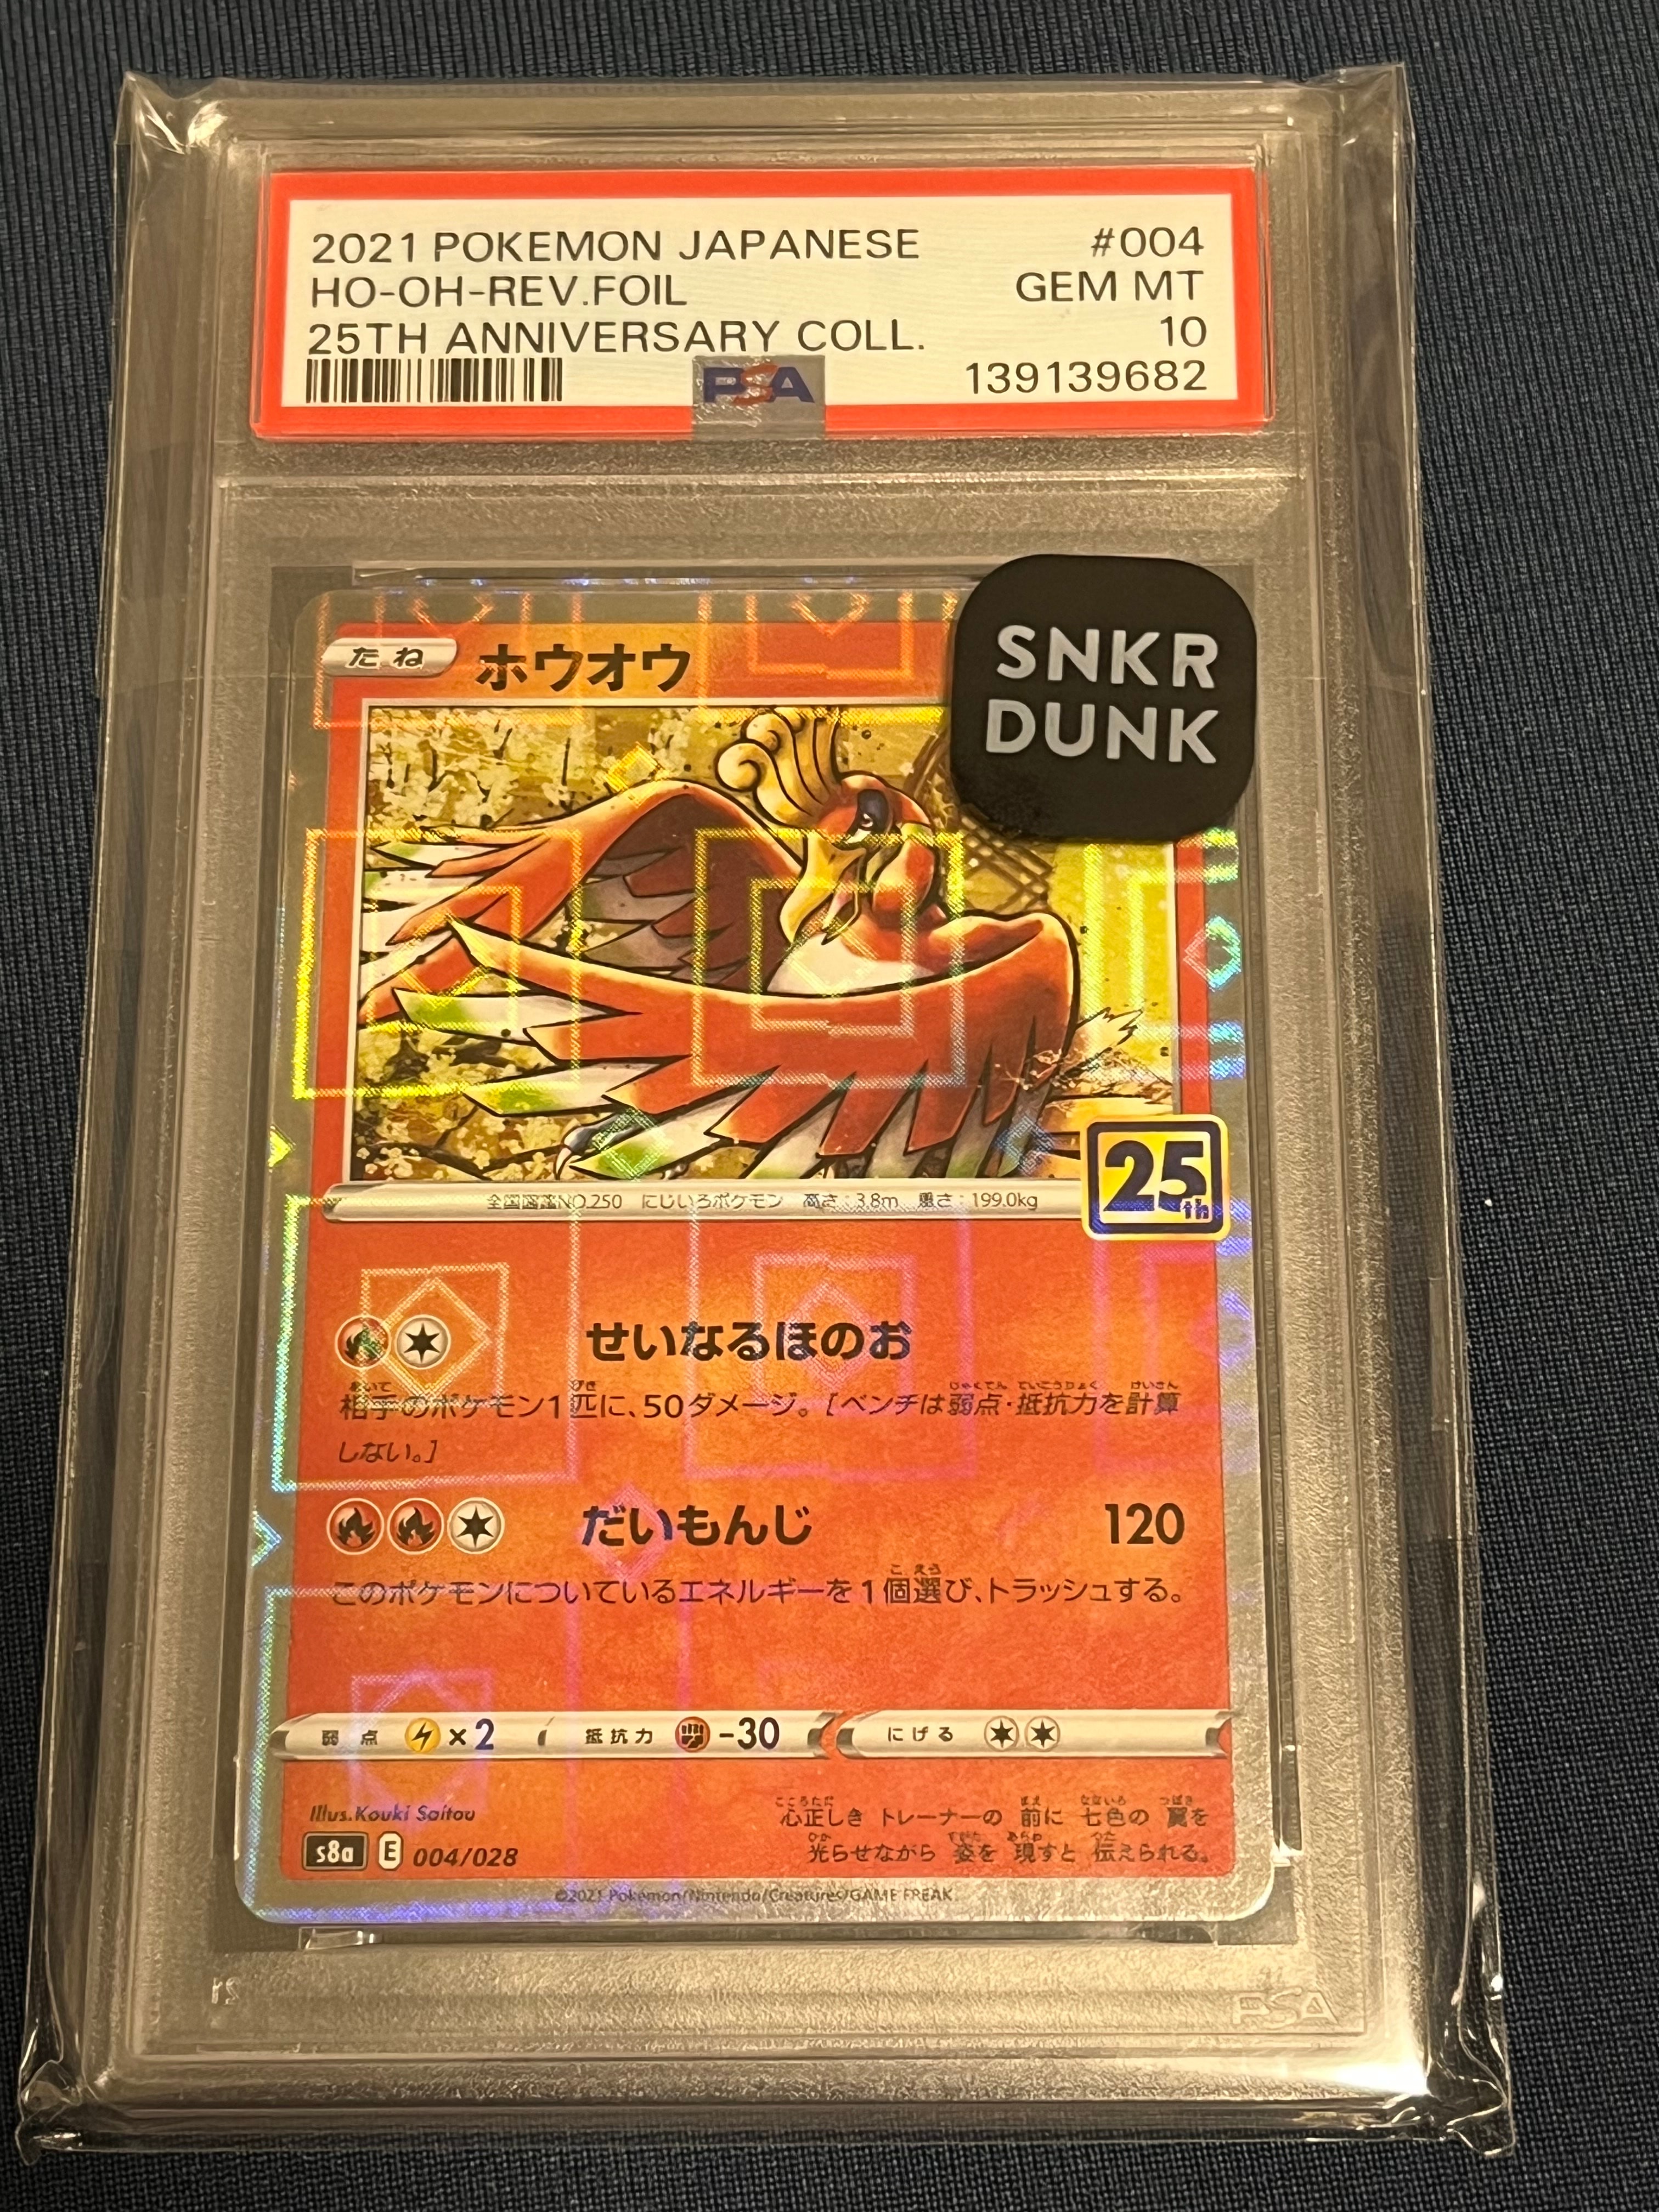 2021 POKEMON JAPANESE #004
HO-OH-REV.FOIL GEM MT
25TH ANNIVERSARY COLL. 10
PSA 139139682
SNKR
DUNK
たね ホウオウ
全国図鑑NO.250 にじいろポケモン 高さ：3.8m 重さ：199.0kg
25th
せいなるほのお
相手のポケモン1匹に、50ダメージ。［ベンチは弱点・抵抗力を計算
しない。］
だいもんじ 120
このポケモンについているエネルギーを1個選び、トラッシュする。
弱点 ×2 抵抗力 -30 にげる
Illus.Kouki Saitou
心正しき トレーナーの 前に 七色の 翼を
s8a E 004/028
光らせながら 姿を 現すと 伝えられる。
©2021 Pokémon/Nintendo/Creatures/GAME FREAK
PSA